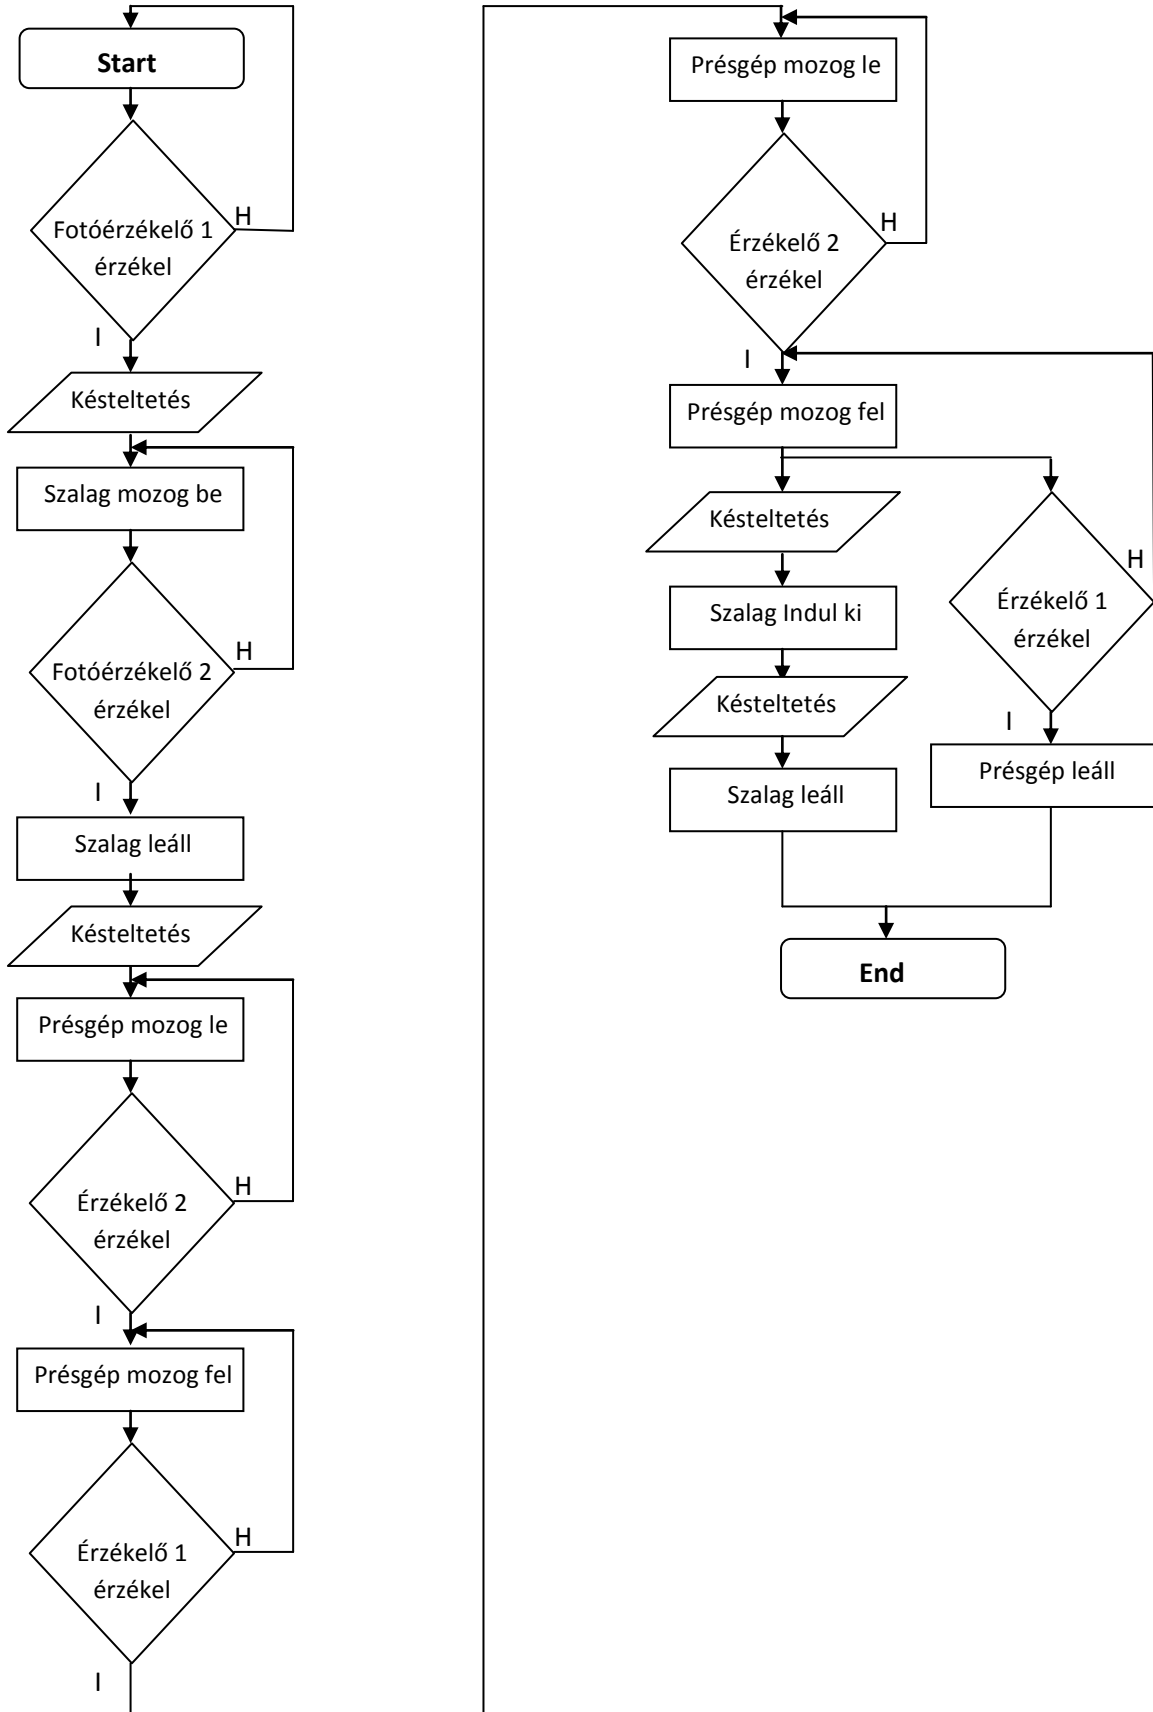 Start
Fotóérzékelő 1
érzékel
H
I
Késteltetés
Szalag mozog be
Fotóérzékelő 2
érzékel
H
I
Szalag leáll
Késteltetés
Présgép mozog le
Érzékelő 2
érzékel
H
I
Présgép mozog fel
Érzékelő 1
érzékel
H
I
Présgép mozog le
Érzékelő 2
érzékel
H
I
Présgép mozog fel
Késteltetés
Szalag Indul ki
Késteltetés
Szalag leáll
Érzékelő 1
érzékel
H
I
Présgép leáll
End